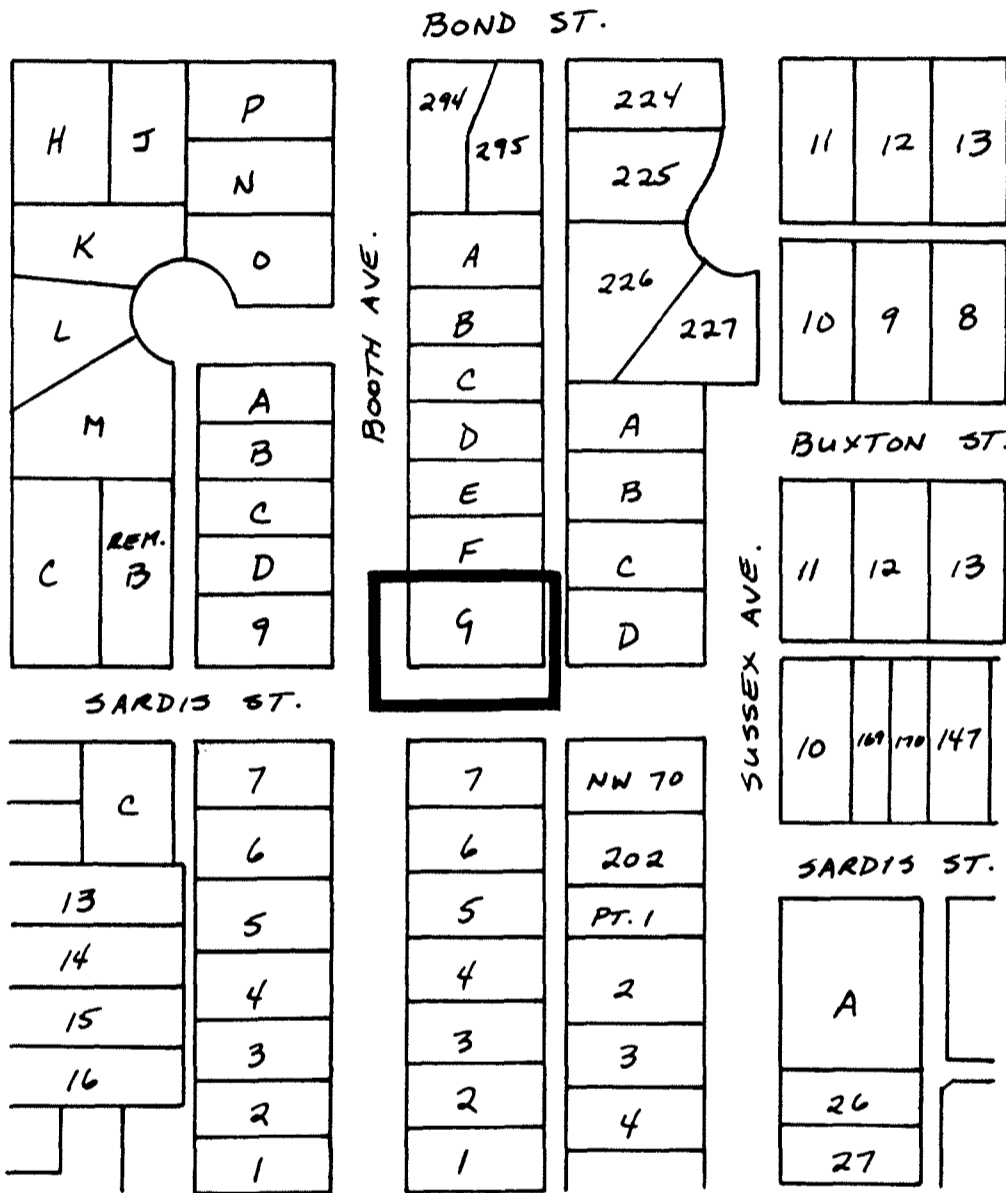 BOND ST.
H
J
P
N
O
K
L
M
C
REM.
B
A
B
C
D
9
BOOTH AVE.
294
295
A
B
C
D
E
F
G
224
225
226
227
A
B
C
D
11
12
13
10
9
8
BUXTON ST.
11
12
13
SUSSEX AVE.
10
169
170
147
SARDIS ST.
SARDIS ST.
C
13
14
15
16
7
6
5
4
3
2
1
7
6
5
4
3
2
1
NW 70
202
PT. 1
2
3
4
A
26
27